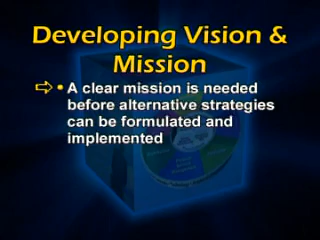 Developing Vision &
Mission
➪• A clear mission is needed
before alternative strategies
can be formulated and
implemented